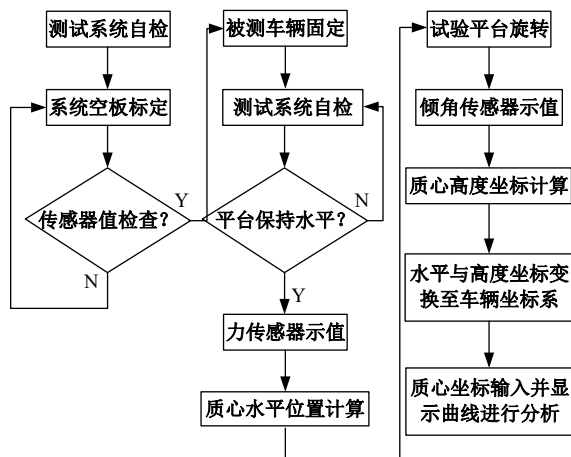 测试系统自检
系统空板标定
传感器值检查？
Y
N
被测车辆固定
测试系统自检
平台保持水平？
N
Y
力传感器示值
质心水平位置计算
试验平台旋转
倾角传感器示值
质心高度坐标计算
水平与高度坐标变
换至车辆坐标系
质心坐标输入并显
示曲线进行分析